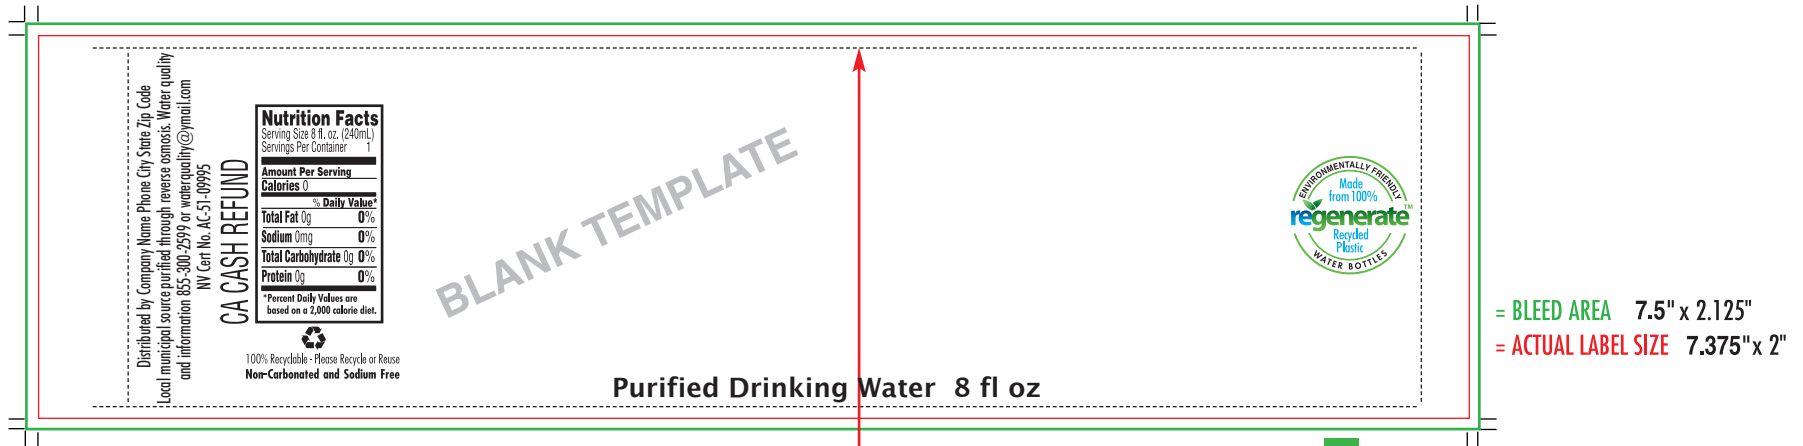 Distributed by Company Name Phone City State Zip Code
Local municipal source purified through reverse osmosis. Water quality
and information 855-300-2599 or waterquality@ymail.com
NV Cert No. AC-51-09995
CA CASH REFUND
Nutrition Facts
Serving Size 8 fl. oz. (240mL)
Servings Per Container 1
Amount Per Serving
Calories 0
% Daily Value*
Total Fat 0g 0%
Sodium 0mg 0%
Total Carbohydrate 0g 0%
Protein 0g 0%
*Percent Daily Values are
based on a 2,000 calorie diet.
100% Recyclable - Please Recycle or Reuse
Non-Carbonated and Sodium Free
BLANK TEMPLATE
Purified Drinking Water 8 fl oz
ENVIRONMENTALLY FRIENDLY
Made
from 100%
regenerate™
Recycled
Plastic
WATER BOTTLES
= BLEED AREA 7.5" x 2.125"
= ACTUAL LABEL SIZE 7.375" x 2"